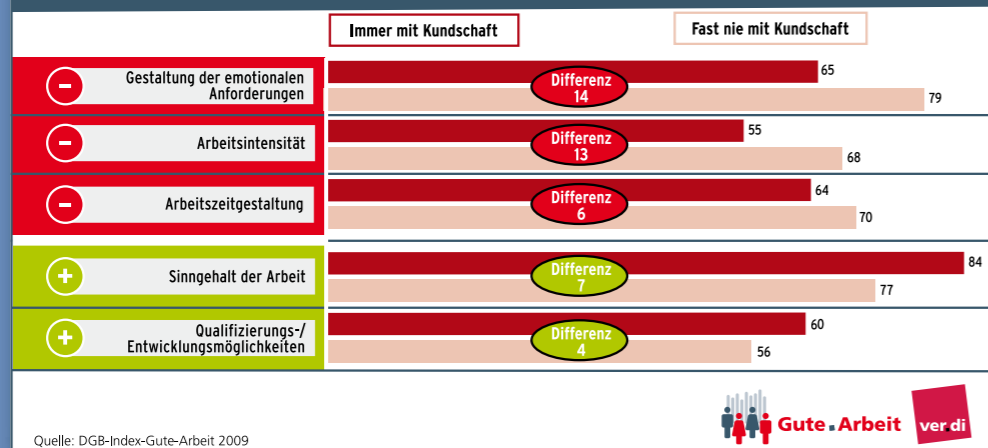 Immer mit Kundschaft
Fast nie mit Kundschaft
−
Gestaltung der emotionalen
Anforderungen
Differenz
14
65
79
−
Arbeitsintensität
Differenz
13
55
68
−
Arbeitszeitgestaltung
Differenz
6
64
70
+
Sinngehalt der Arbeit
Differenz
7
84
77
+
Qualifizierungs-/
Entwicklungsmöglichkeiten
Differenz
4
60
56
Gute Arbeit
ver.di
Quelle: DGB-Index-Gute-Arbeit 2009